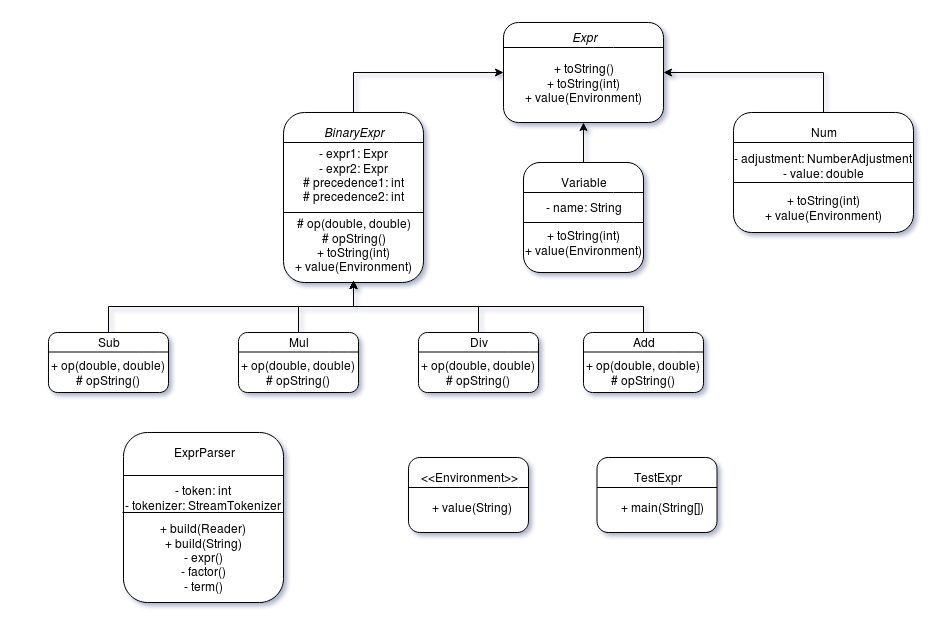 Expr
+ toString()
+ toString(int)
+ value(Environment)
BinaryExpr
- expr1: Expr
- expr2: Expr
# precedence1: int
# precedence2: int
# op(double, double)
# opString()
+ toString(int)
+ value(Environment)
Variable
- name: String
+ toString(int)
+ value(Environment)
Num
- adjustment: NumberAdjustment
- value: double
+ toString(int)
+ value(Environment)
Sub
+ op(double, double)
# opString()
Mul
+ op(double, double)
# opString()
Div
+ op(double, double)
# opString()
Add
+ op(double, double)
# opString()
ExprParser
- token: int
- tokenizer: StreamTokenizer
+ build(Reader)
+ build(String)
- expr()
- factor()
- term()
<<Environment>>
+ value(String)
TestExpr
+ main(String[])